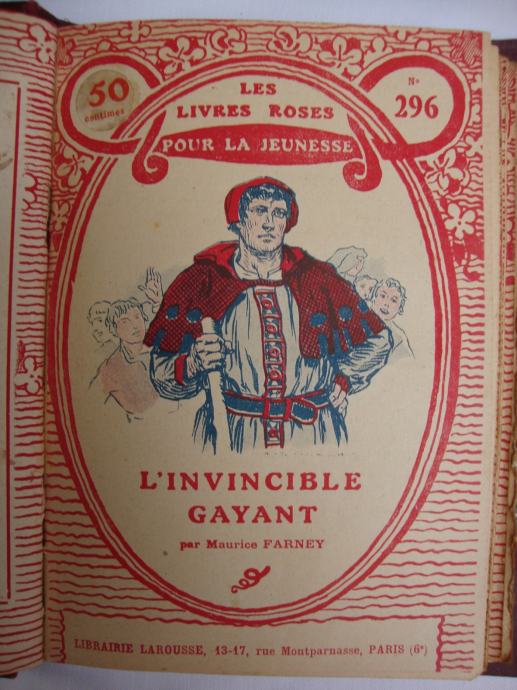 50
centimes
LES
LIVRES ROSES
POUR LA JEUNESSE
N°
296
L'INVINCIBLE
GAYANT
par Maurice FARNEY
LIBRAIRIE LAROUSSE, 13-17, rue Montparnasse, PARIS (6e)